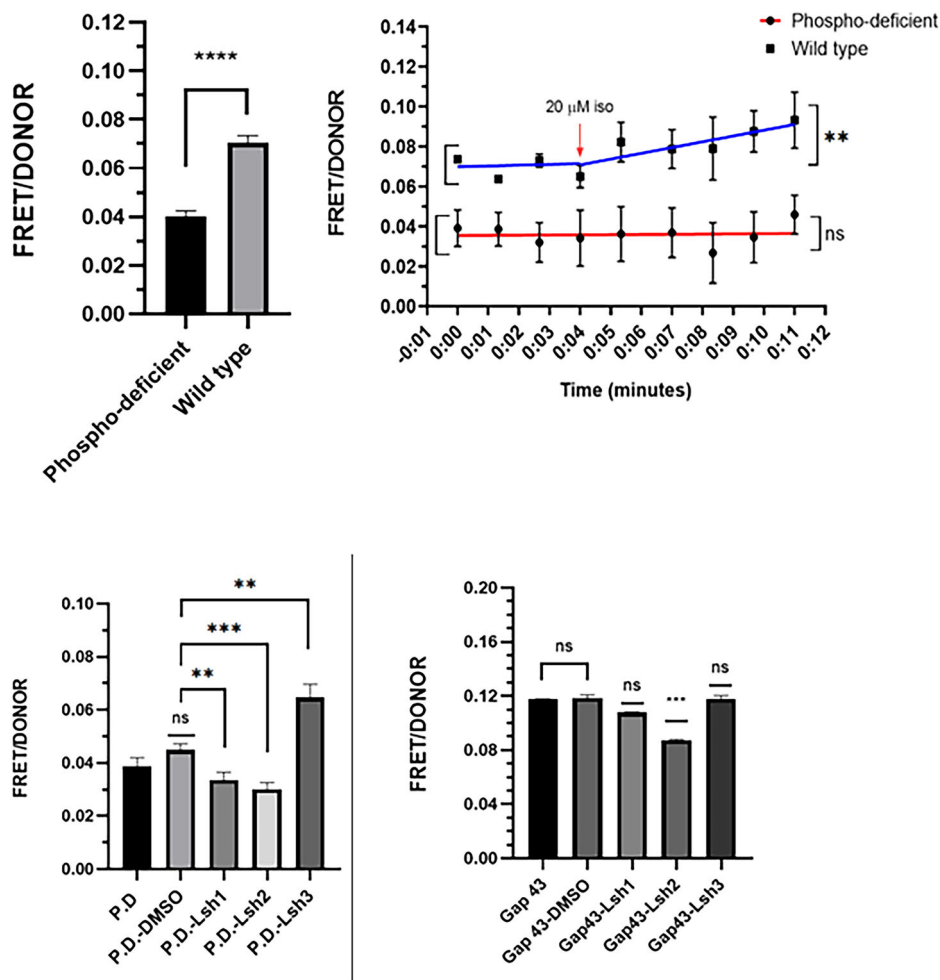 FRET/DONOR
0.12
0.10
0.08
0.06
0.04
0.02
0.00
****
Phospho-deficient
Wild type
FRET/DONOR
0.14
0.12
0.10
0.08
0.06
0.04
0.02
0.00
Phospho-deficient
Wild type
20 µM iso
**
ns
-0:01
0:00
0:01
0:02
0:03
0:04
0:05
0:06
0:07
0:08
0:09
0:10
0:11
0:12
Time (minutes)
FRET/DONOR
0.10
0.08
0.06
0.04
0.02
0.00
**
***
**
ns
P.D
P.D.-DMSO
P.D.-Lsh1
P.D.-Lsh2
P.D.-Lsh3
FRET/DONOR
0.20
0.16
0.12
0.08
0.04
0.00
ns
ns
***
ns
Gap 43
Gap 43-DMSO
Gap43-Lsh1
Gap43-Lsh2
Gap43-Lsh3